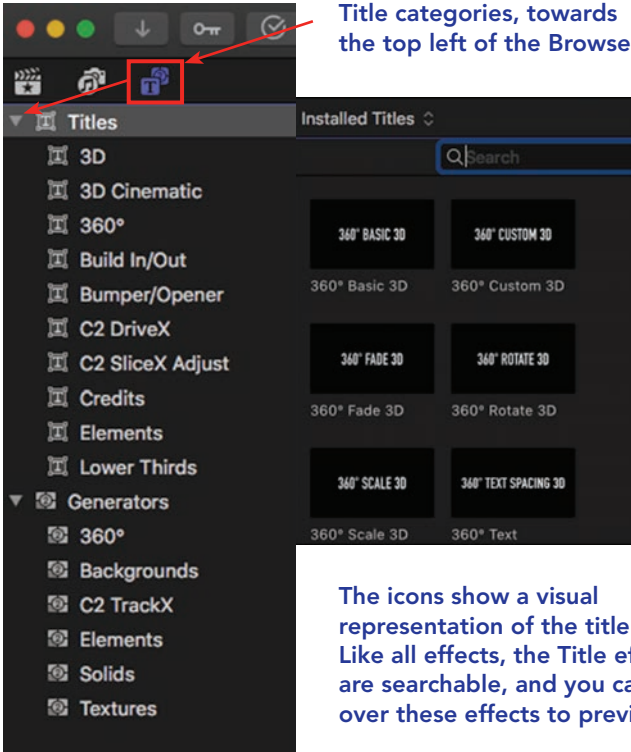 Title categories, towards
the top left of the Browse
Titles
3D
3D Cinematic
360°
Build In/Out
Bumper/Opener
C2 DriveX
C2 SliceX Adjust
Credits
Elements
Lower Thirds
Generators
360°
Backgrounds
C2 TrackX
Elements
Solids
Textures
Installed Titles
Search
360° BASIC 3D 360° CUSTOM 3D
360° Basic 3D 360° Custom 3D
360° FADE 3D 360° ROTATE 3D
360° Fade 3D 360° Rotate 3D
360° SCALE 3D 360° TEXT SPACING 3D
360° Scale 3D 360° Text
The icons show a visual
representation of the title
Like all effects, the Title ef
are searchable, and you ca
over these effects to previ